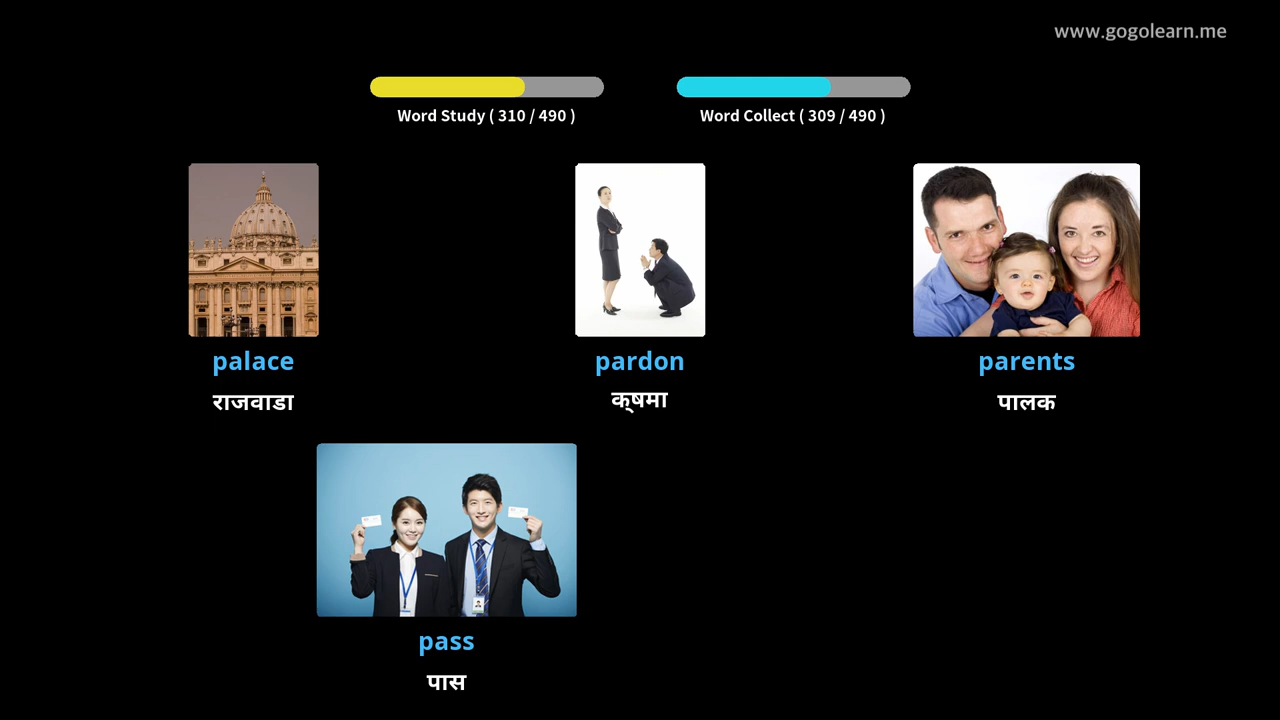 www.gogolearn.me
Word Study ( 310 / 490 )
Word Collect ( 309 / 490 )
palace
pardon
parents
राजवाडा
क्षमा
पालक
pass
पास